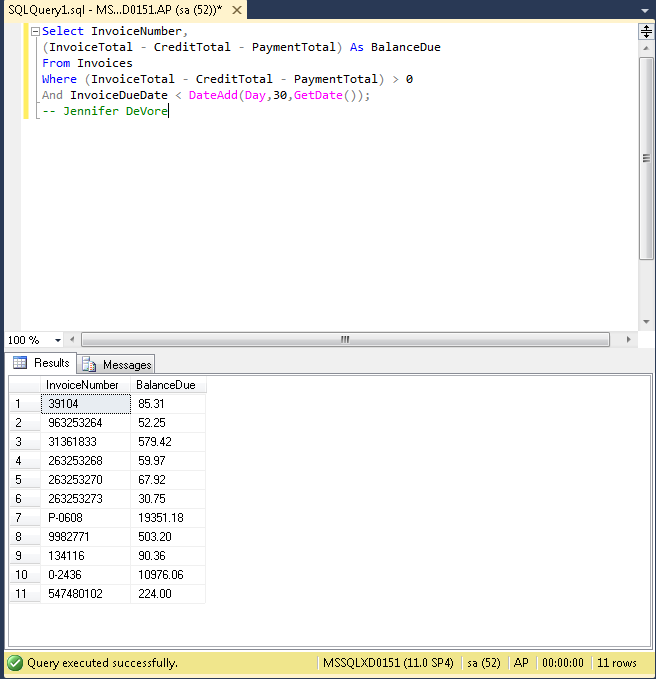 SQLQuery1.sql - MS...D0151.AP (sa (52))*
Select InvoiceNumber,
(InvoiceTotal - CreditTotal - PaymentTotal) As BalanceDue
From Invoices
Where (InvoiceTotal - CreditTotal - PaymentTotal) > 0
And InvoiceDueDate < DateAdd(Day,30,GetDate());
-- Jennifer DeVore
100 %
Results Messages
InvoiceNumber BalanceDue
1 39104 85.31
2 963253264 52.25
3 31361833 579.42
4 263253268 59.97
5 263253270 67.92
6 263253273 30.75
7 P-0608 19351.18
8 9982771 503.20
9 134116 90.36
10 0-2436 10976.06
11 547480102 224.00
Query executed successfully. MSSQLXD0151 (11.0 SP4) sa (52) AP 00:00:00 11 rows